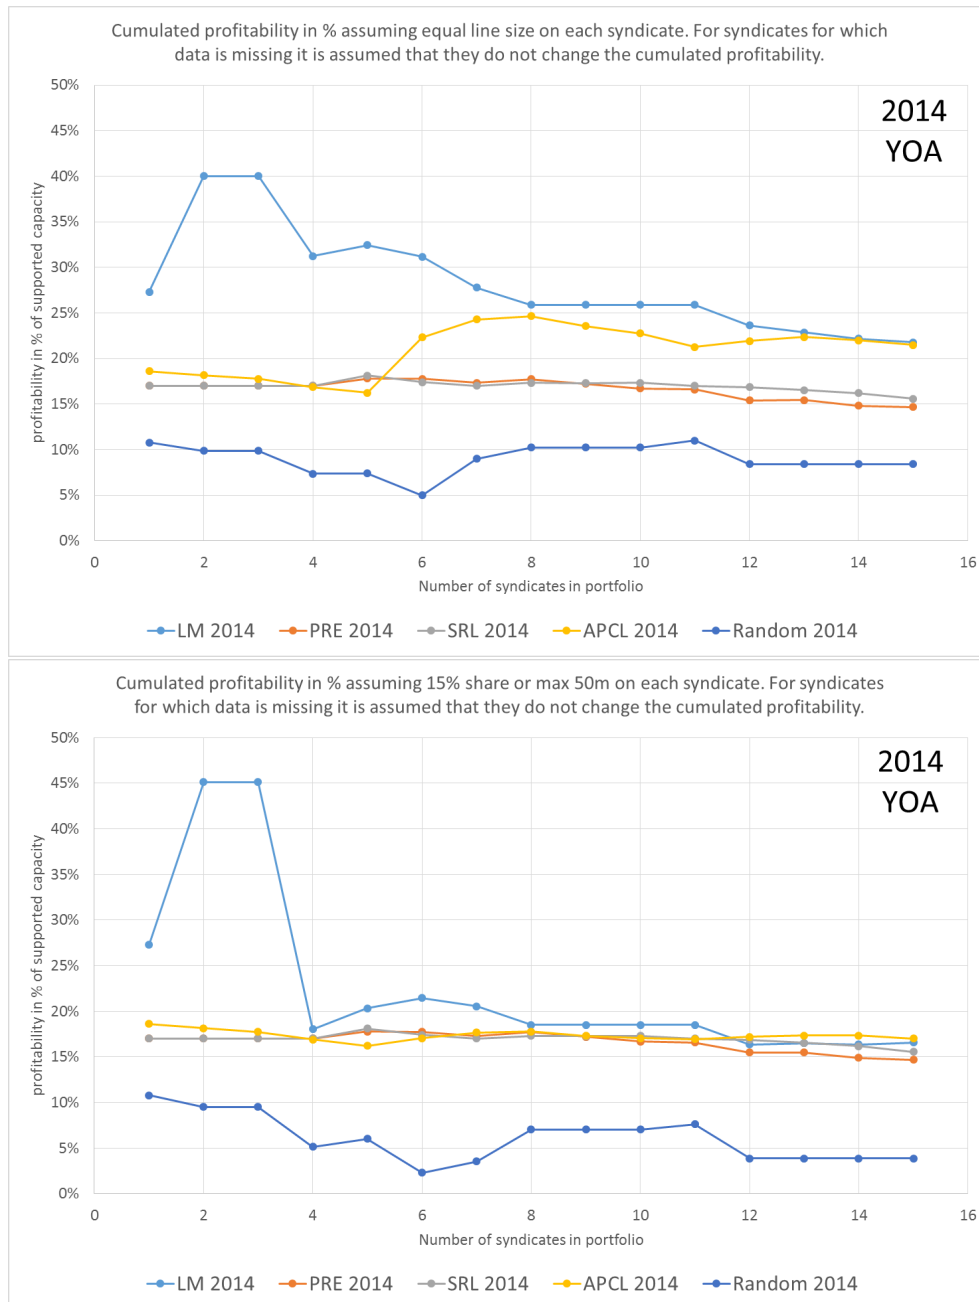 Cumulated profitability in % assuming equal line size on each syndicate. For syndicates for which
data is missing it is assumed that they do not change the cumulated profitability.
2014
YOA
profitability in % of supported capacity
50%
45%
40%
35%
30%
25%
20%
15%
10%
5%
0%
0 2 4 6 8 10 12 14 16
Number of syndicates in portfolio
LM 2014 PRE 2014 SRL 2014 APCL 2014 Random 2014
Cumulated profitability in % assuming 15% share or max 50m on each syndicate. For syndicates
for which data is missing it is assumed that they do not change the cumulated profitability.
2014
YOA
profitability in % of supported capacity
50%
45%
40%
35%
30%
25%
20%
15%
10%
5%
0%
0 2 4 6 8 10 12 14 16
Number of syndicates in portfolio
LM 2014 PRE 2014 SRL 2014 APCL 2014 Random 2014